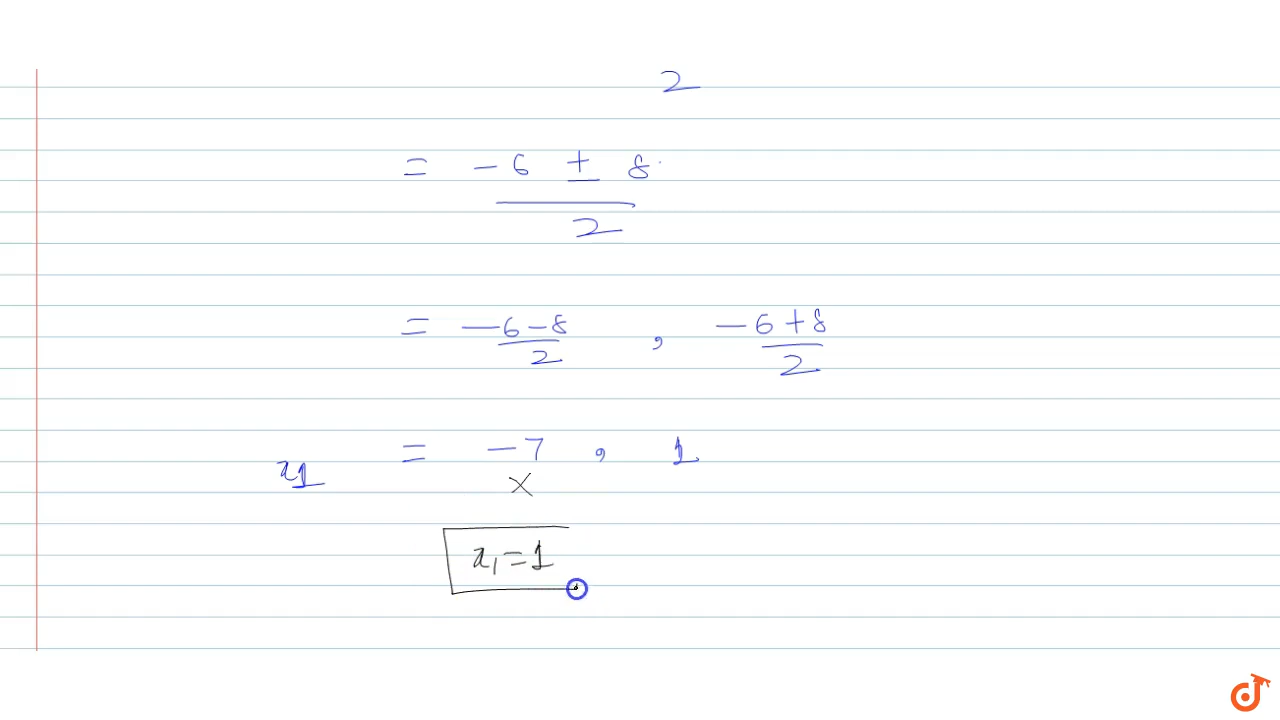 2
= -6 ± 8
2
= -6-8 , -6+8
2 2
= -7 , 1
x1
×
x1=1